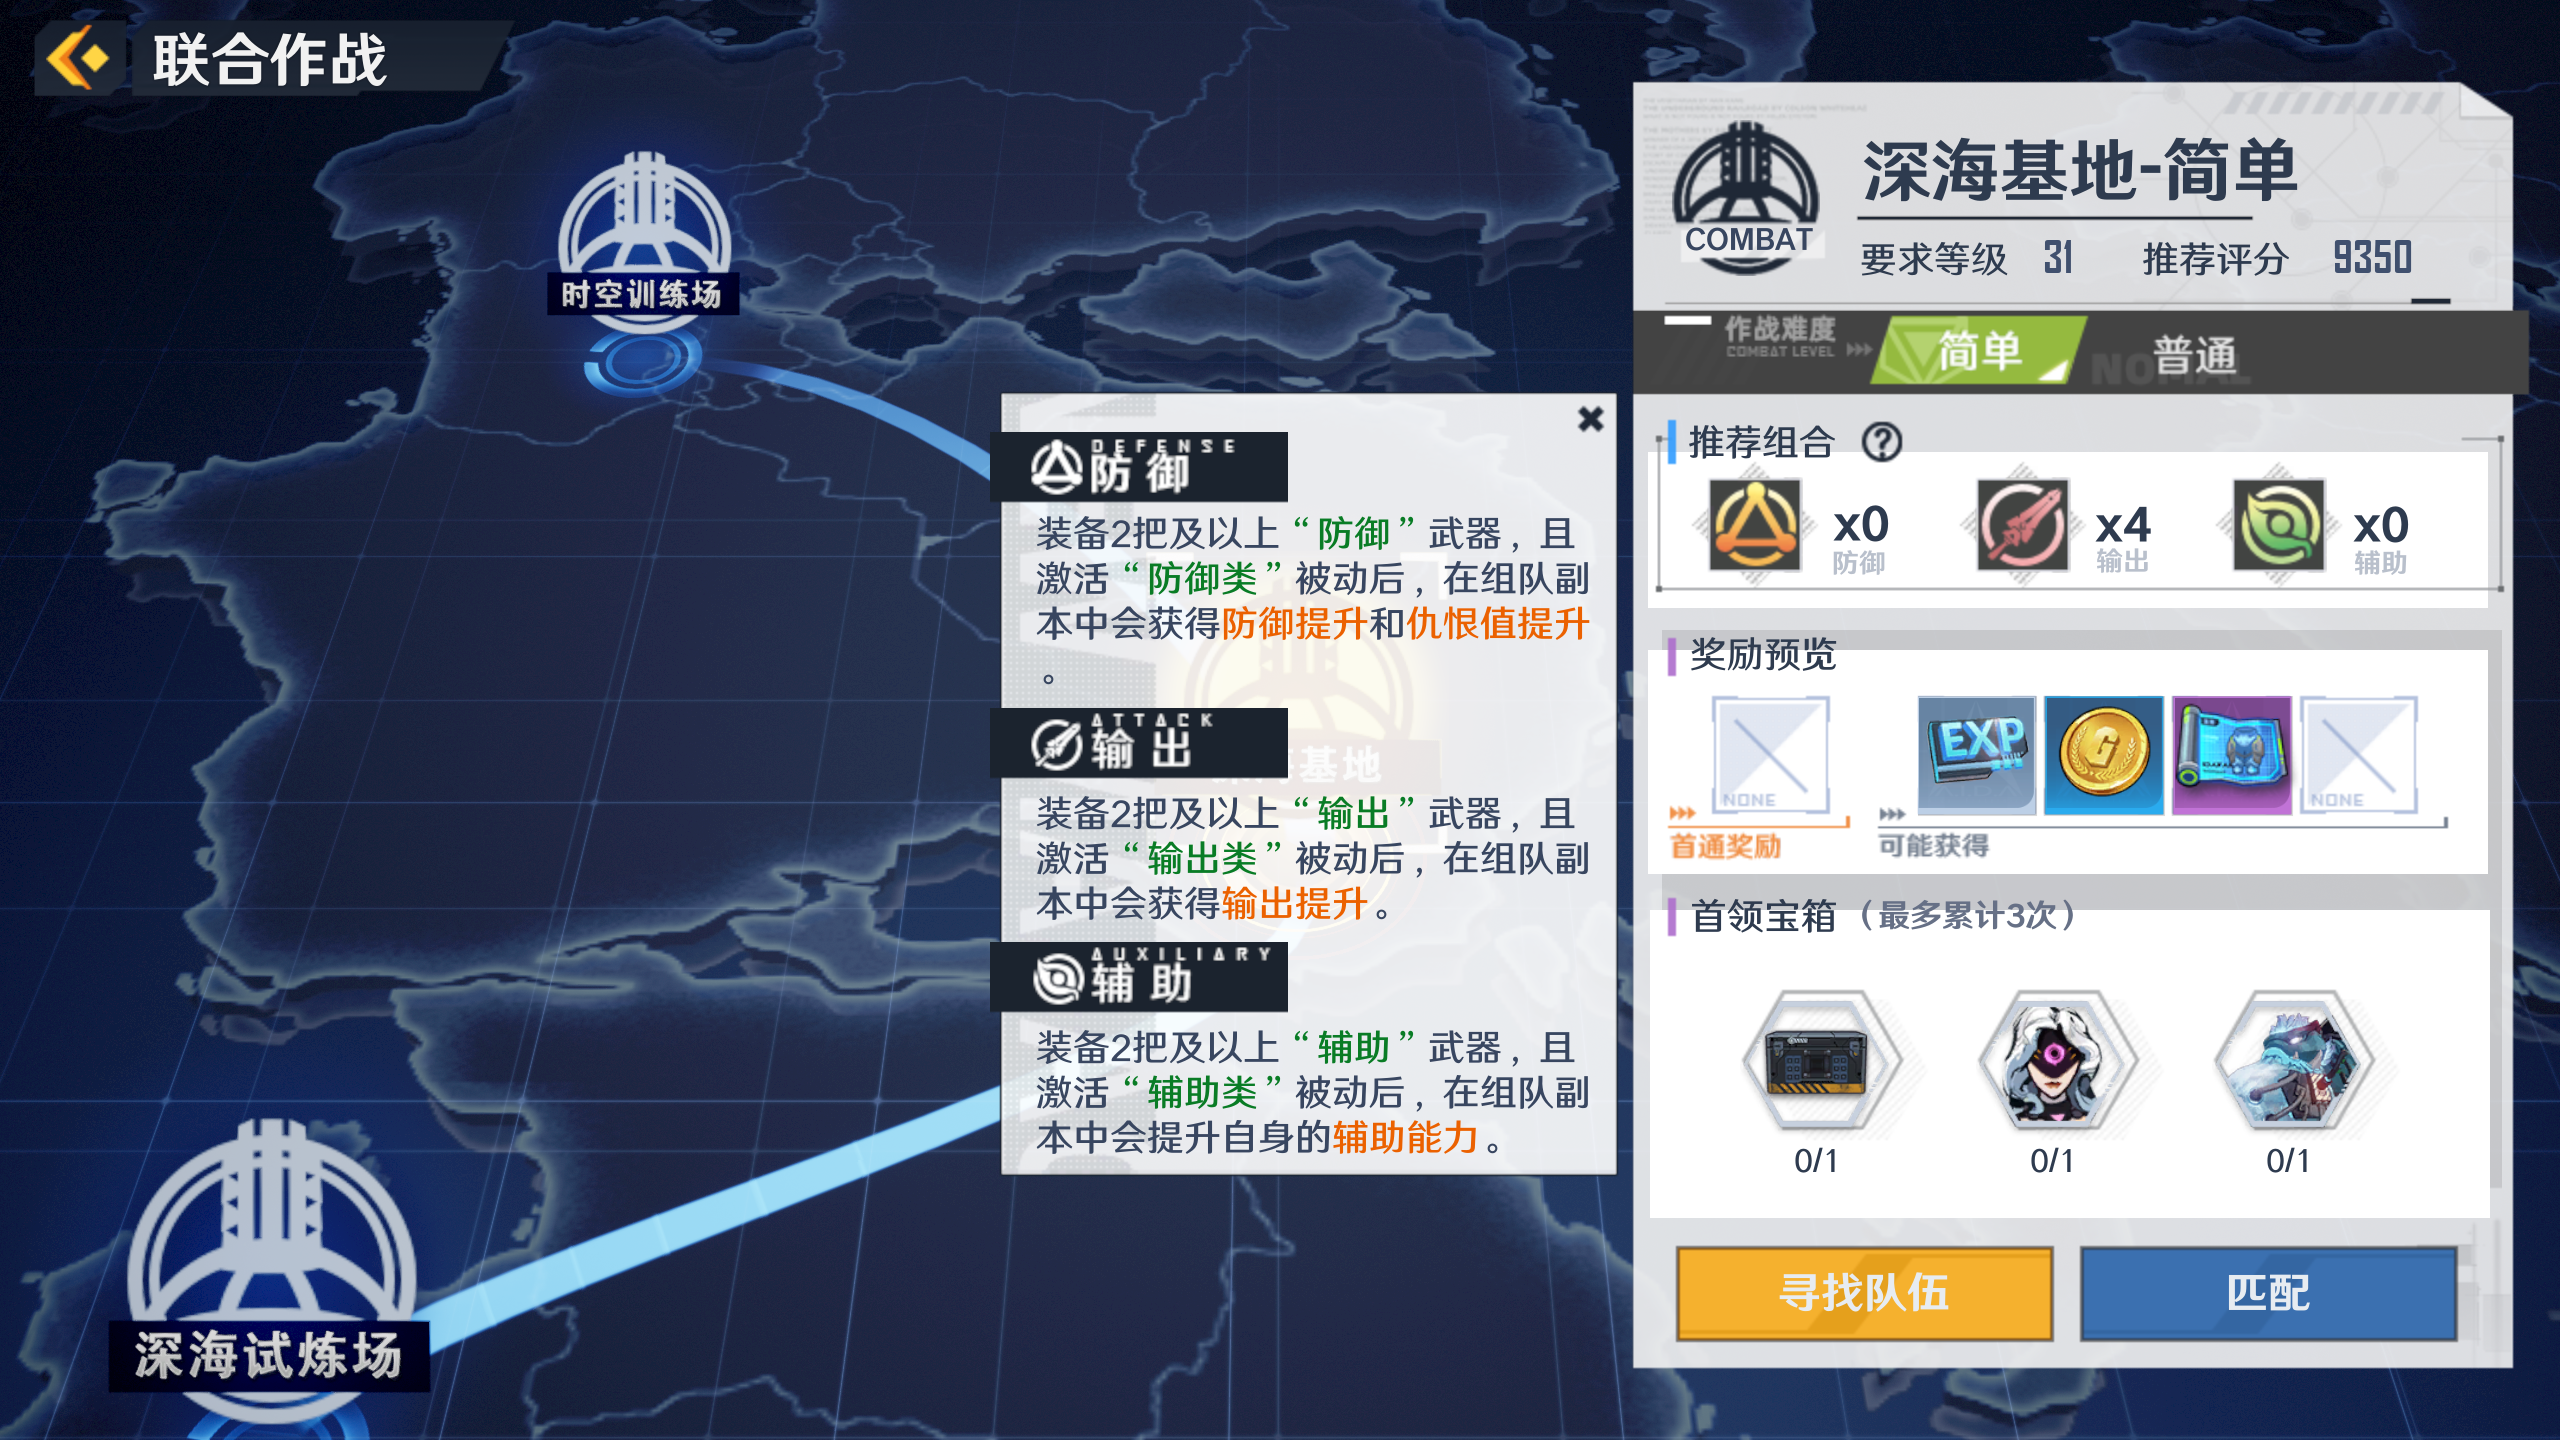 联合作战
时空训练场
深海试炼场
DEFENSE
防御
装备2把及以上“防御”武器，且
激活“防御类”被动后，在组队副
本中会获得防御提升和仇恨值提升
。
ATTACK
输出
基地
装备2把及以上“输出”武器，且
激活“输出类”被动后，在组队副
本中会获得输出提升。
AUXILIARY
辅助
装备2把及以上“辅助”武器，且
激活“辅助类”被动后，在组队副
本中会提升自身的辅助能力。
COMBAT
深海基地-简单
要求等级 31 推荐评分 9350
作战难度
COMBAT LEVEL
简单
普通
NOMAL
推荐组合 ?
x0 防御
x4 输出
x0 辅助
奖励预览
NONE
EXP
NONE
首通奖励
可能获得
首领宝箱（最多累计3次）
0/1 0/1 0/1
寻找队伍 匹配